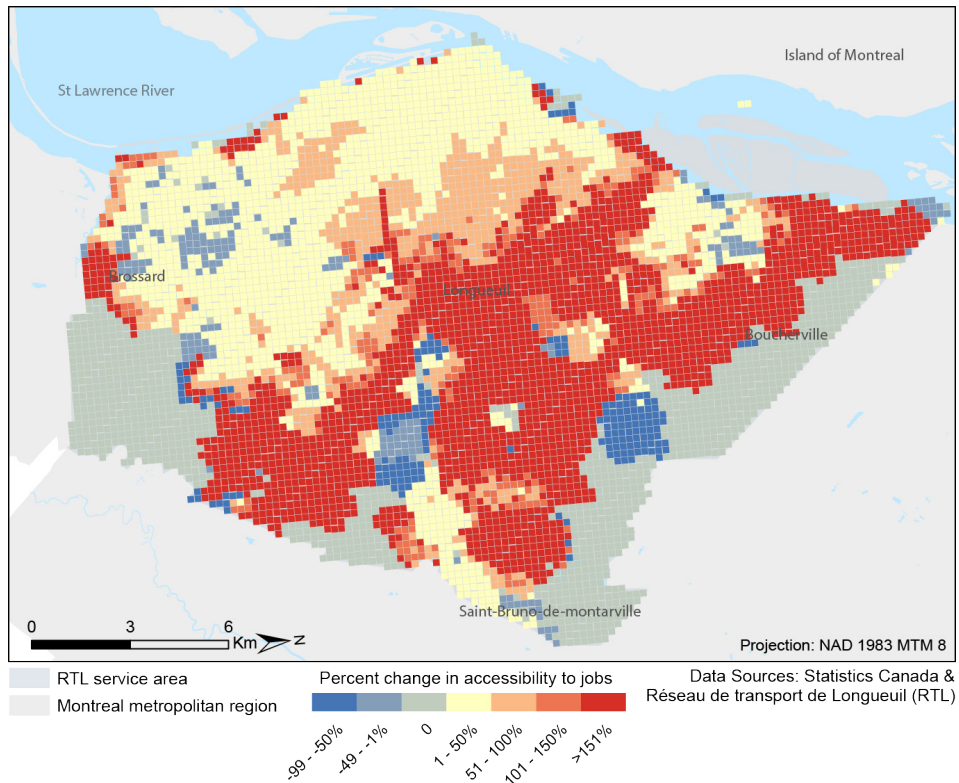 Island of Montreal
St Lawrence River
Brossard
Longueuil
Boucherville
Saint-Bruno-de-montarville
0 3 6
Km N
Projection: NAD 1983 MTM 8
RTL service area
Montreal metropolitan region
Percent change in accessibility to jobs
-99 - -50%
-49 - -1%
0
1 - 50%
51 - 100%
101 - 150%
>151%
Data Sources: Statistics Canada &
Réseau de transport de Longueuil (RTL)